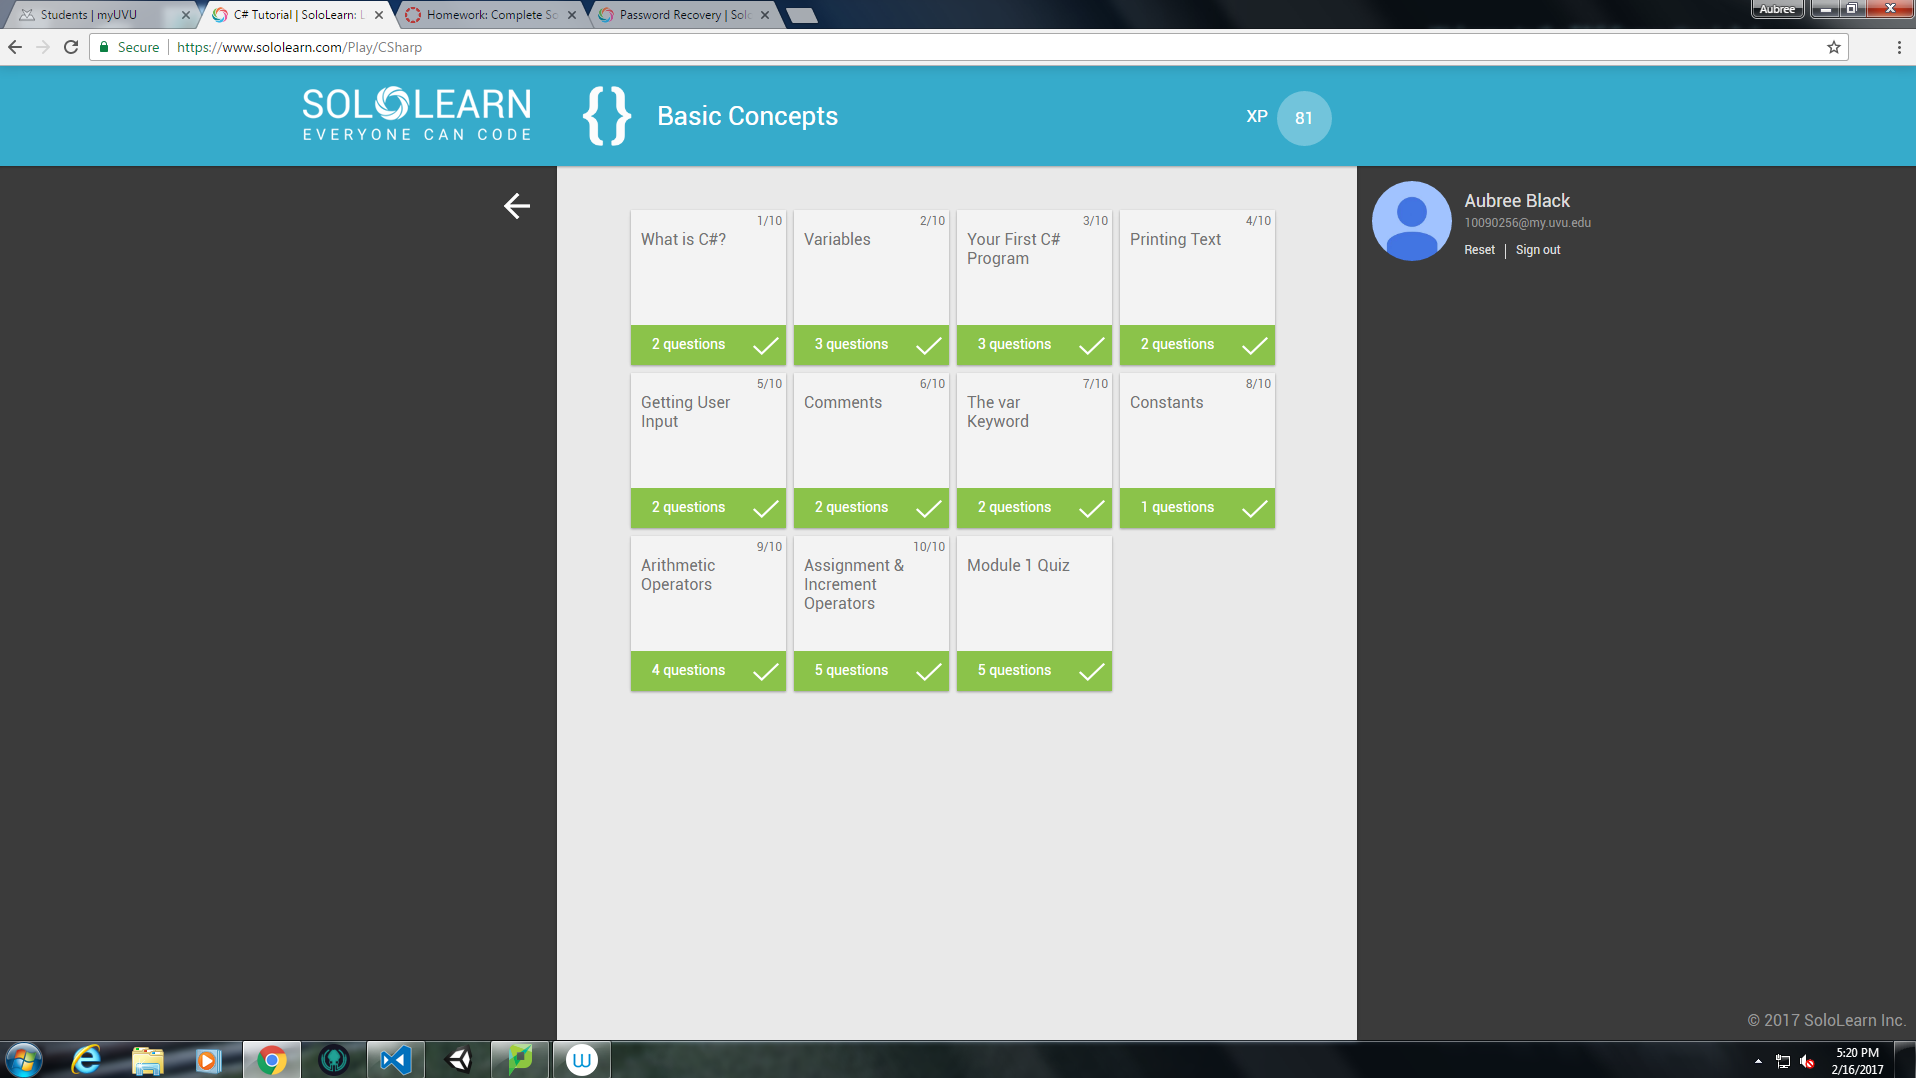 Students | myUVU
C# Tutorial | SoloLearn: L
Homework: Complete So
Password Recovery | Solo
Aubree
Secure
https://www.sololearn.com/Play/CSharp
SOLOLEARN
EVERYONE CAN CODE
{}
Basic Concepts
XP
81
Aubree Black
10090256@my.uvu.edu
Reset | Sign out
1/10
What is C#?
2 questions
2/10
Variables
3 questions
3/10
Your First C#
Program
3 questions
4/10
Printing Text
2 questions
5/10
Getting User
Input
2 questions
6/10
Comments
2 questions
7/10
The var
Keyword
2 questions
8/10
Constants
1 questions
9/10
Arithmetic
Operators
4 questions
10/10
Assignment &
Increment
Operators
5 questions
Module 1 Quiz
5 questions
© 2017 SoloLearn Inc.
W
5:20 PM
2/16/2017